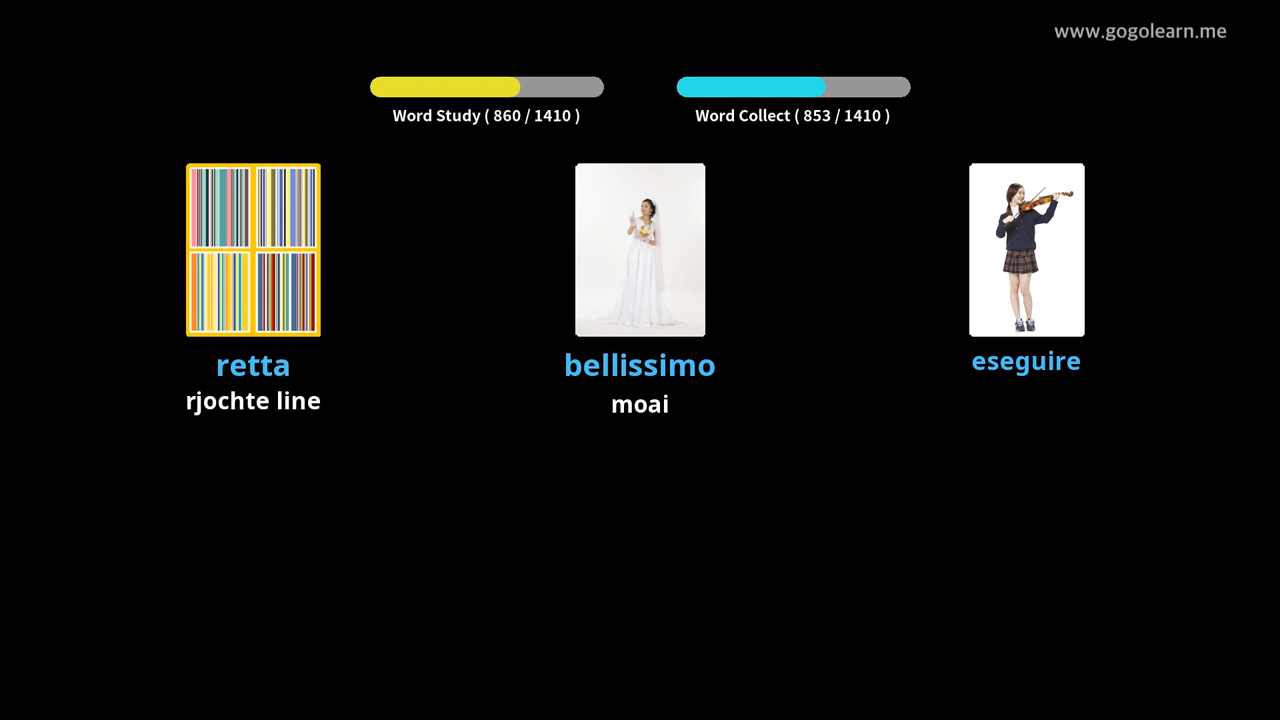 www.gogolearn.me
Word Study ( 860 / 1410 )
Word Collect ( 853 / 1410 )
retta
rjochte line
bellissimo
moai
eseguire